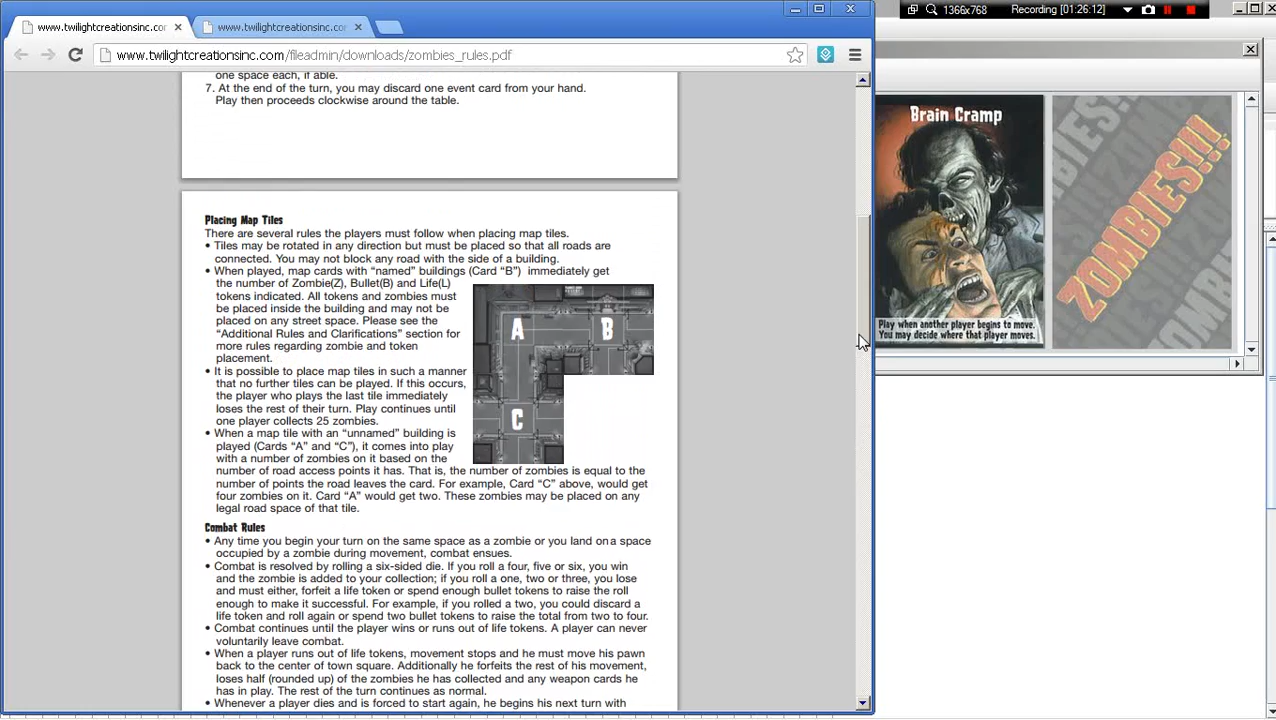 www.twilightcreationsinc.cor
www.twilightcreationsinc.cor
1366x768
Recording [01:26:12]
www.twilightcreationsinc.com/fileadmin/downloads/zombies_rules.pdf
one space each, if able.
7. At the end of the turn, you may discard one event card from your hand.
Play then proceeds clockwise around the table.
Placing Map Tiles
There are several rules the players must follow when placing map tiles.
• Tiles may be rotated in any direction but must be placed so that all roads are
connected. You may not block any road with the side of a building.
• When played, map cards with “named” buildings (Card “B”) immediately get
the number of Zombie(Z), Bullet(B) and Life(L)
tokens indicated. All tokens and zombies must
be placed inside the building and may not be
placed on any street space. Please see the
“Additional Rules and Clarifications” section for
more rules regarding zombie and token
placement.
• It is possible to place map tiles in such a manner
that no further tiles can be played. If this occurs,
the player who plays the last tile immediately
loses the rest of their turn. Play continues until
one player collects 25 zombies.
• When a map tile with an “unnamed” building is
played (Cards “A” and “C”), it comes into play
with a number of zombies on it based on the
number of road access points it has. That is, the number of zombies is equal to the
number of points the road leaves the card. For example, Card “C” above, would get
four zombies on it. Card “A” would get two. These zombies may be placed on any
legal road space of that tile.
A
B
C
Combat Rules
• Any time you begin your turn on the same space as a zombie or you land on a space
occupied by a zombie during movement, combat ensues.
• Combat is resolved by rolling a six-sided die. If you roll a four, five or six, you win
and the zombie is added to your collection; if you roll a one, two or three, you lose
and must either, forfeit a life token or spend enough bullet tokens to raise the roll
enough to make it successful. For example, if you rolled a two, you could discard a
life token and roll again or spend two bullet tokens to raise the total from two to four.
• Combat continues until the player wins or runs out of life tokens. A player can never
voluntarily leave combat.
• When a player runs out of life tokens, movement stops and he must move his pawn
back to the center of town square. Additionally he forfeits the rest of his movement,
loses half (rounded up) of the zombies he has collected and any weapon cards he
has in play. The rest of the turn continues as normal.
• Whenever a player dies and is forced to start again, he begins his next turn with
Brain Cramp
Play when another player begins to move.
You may decide where that player moves.
ZOMBIES!!!